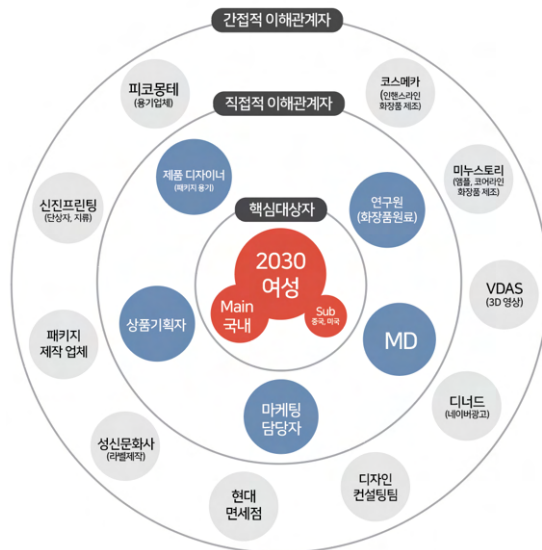 간접적 이해관계자
피코몽테
(용기업체)
코스메카
(인핸스라인
화장품 제조)
직접적 이해관계자
제품 디자이너
(패키지 용기)
미누스토리
(앰플, 코어라인
화장품 제조)
신진프린팅
(단상자, 지류)
연구원
(화장품원료)
핵심대상자
2030
여성
Main
국내
Sub
중국, 미국
VDAS
(3D 영상)
상품기획자
MD
패키지
제작 업체
마케팅
담당자
디너드
(네이버광고)
성신문화사
(라벨제작)
현대
면세점
디자인
컨설팅팀